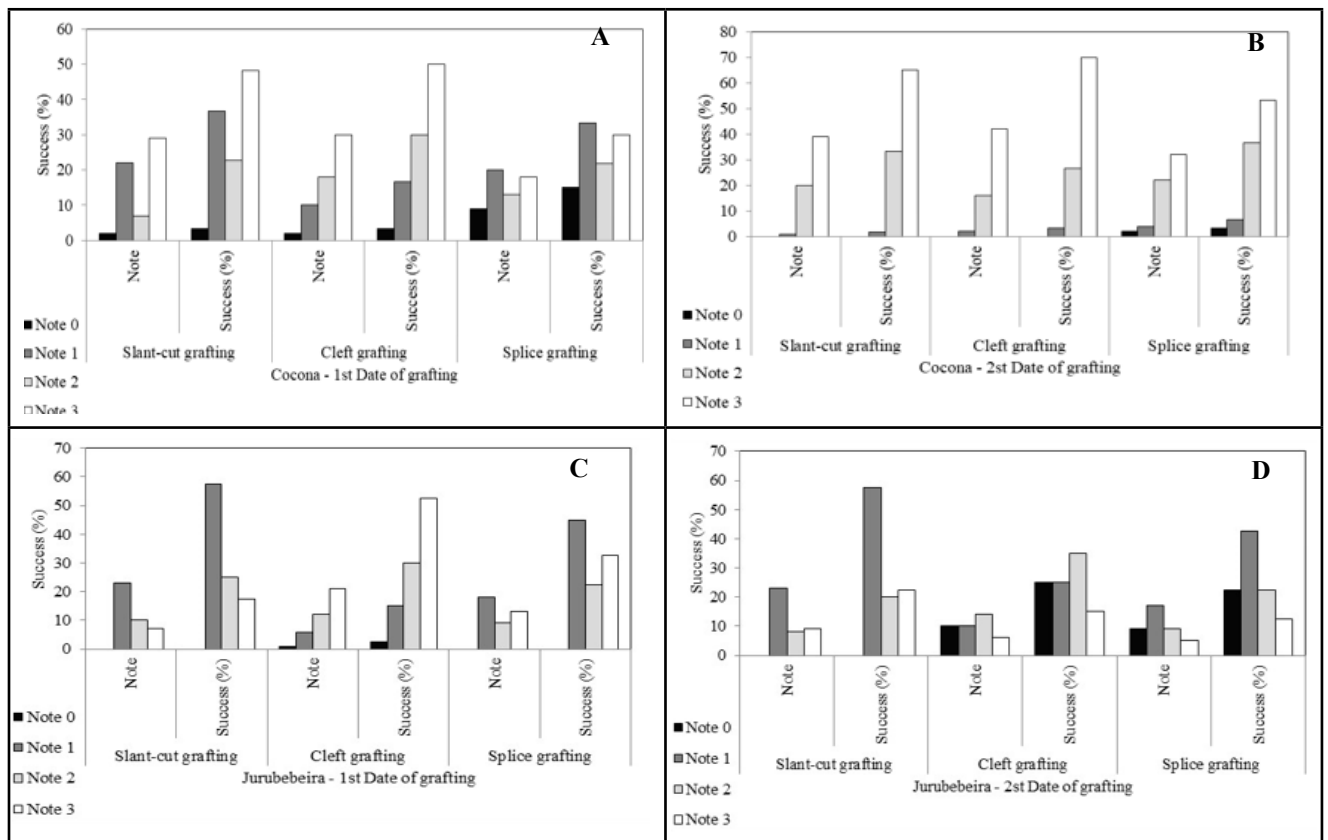 A
60
50
40
30
20
10
0
Success (%)
Note
Success (%)
Note
Success (%)
Note
Success (%)
Slant-cut grafting
Cleft grafting
Splice grafting
Cocona - 1st Date of grafting
Note 0
Note 1
Note 2
Note 3
B
80
70
60
50
40
30
20
10
0
Success (%)
Note
Success (%)
Note
Success (%)
Note
Success (%)
Slant-cut grafting
Cleft grafting
Splice grafting
Cocona - 2st Date of grafting
Note 0
Note 1
Note 2
Note 3
C
70
60
50
40
30
20
10
0
Success (%)
Note
Success (%)
Note
Success (%)
Note
Success (%)
Slant-cut grafting
Cleft grafting
Splice grafting
Jurubebeira - 1st Date of grafting
Note 0
Note 1
Note 2
Note 3
D
70
60
50
40
30
20
10
0
Success (%)
Note
Success (%)
Note
Success (%)
Note
Success (%)
Slant-cut grafting
Cleft grafting
Splice grafting
Jurubebeira - 2st Date of grafting
Note 0
Note 1
Note 2
Note 3